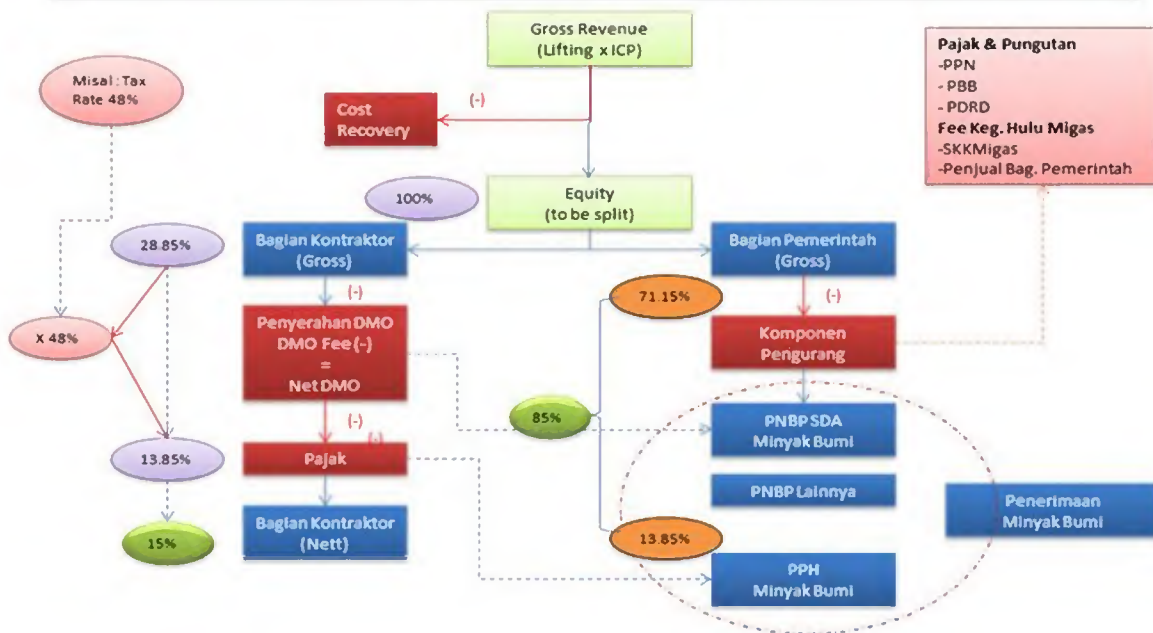 Gross Revenue
(Lifting x ICP)
Pajak & Pungutan
-PPN
- PBB
- PDRD
Fee Keg. Hulu Migas
-SKKMigas
-Penjual Bag. Pemerintah
Misal : Tax
Rate 48%
(-)
Cost
Recovery
100%
Equity
(to be split)
28.85%
Bagian Kontraktor
(Gross)
Bagian Pemerintah
(Gross)
(-)
71.15%
(-)
X 48%
Penyerahan DMO
DMO Fee (-)
=
Net DMO
Komponen
Pengurang
85%
(-)
(-)
PNBP SDA
Minyak Bumi
13.85%
Pajak
PNBP Lainnya
Penerimaan
Minyak Bumi
15%
Bagian Kontraktor
(Nett)
13.85%
PPH
Minyak Bumi